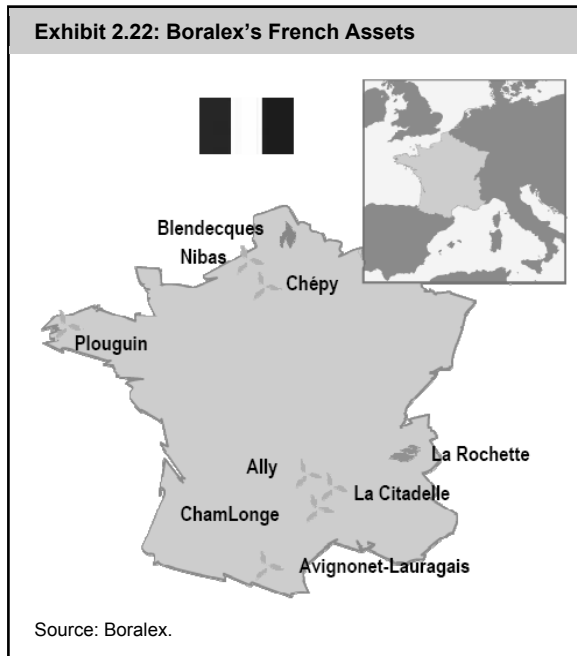 Exhibit 2.22: Boralex's French Assets
Blendecques
Nibas
Chépy
Plouguin
La Rochette
Ally
La Citadelle
ChamLonge
Avignonet-Lauragais
Source: Boralex.